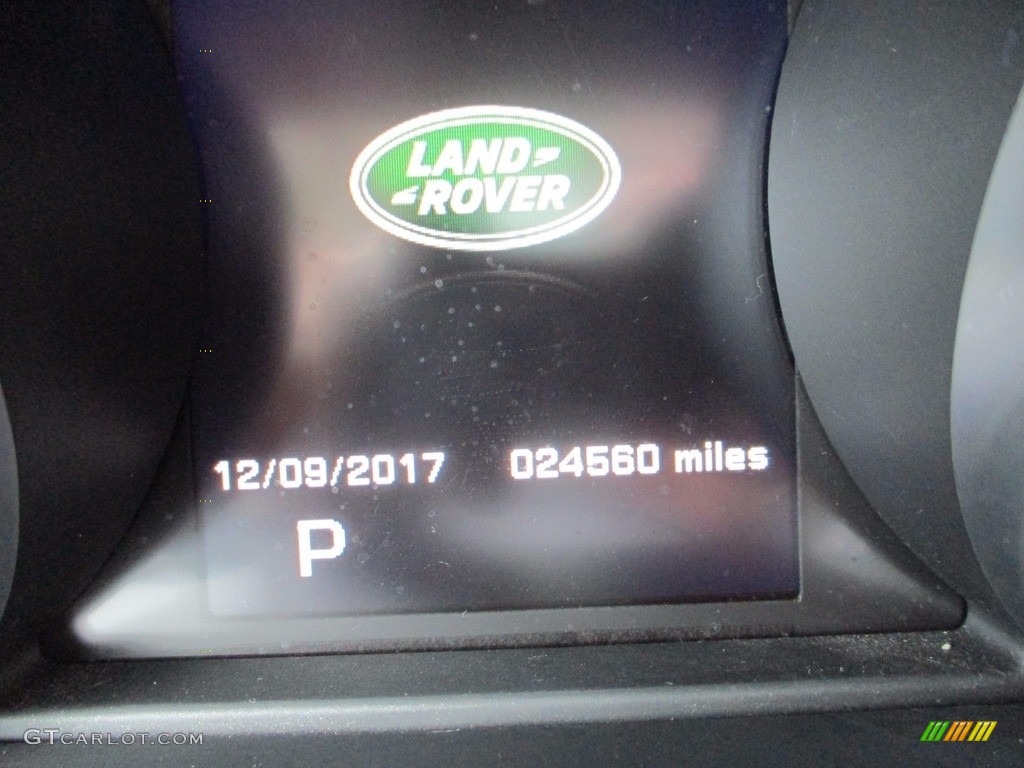 LAND
ROVER
12/09/2017 024560 miles
P
GTCARLOT.COM